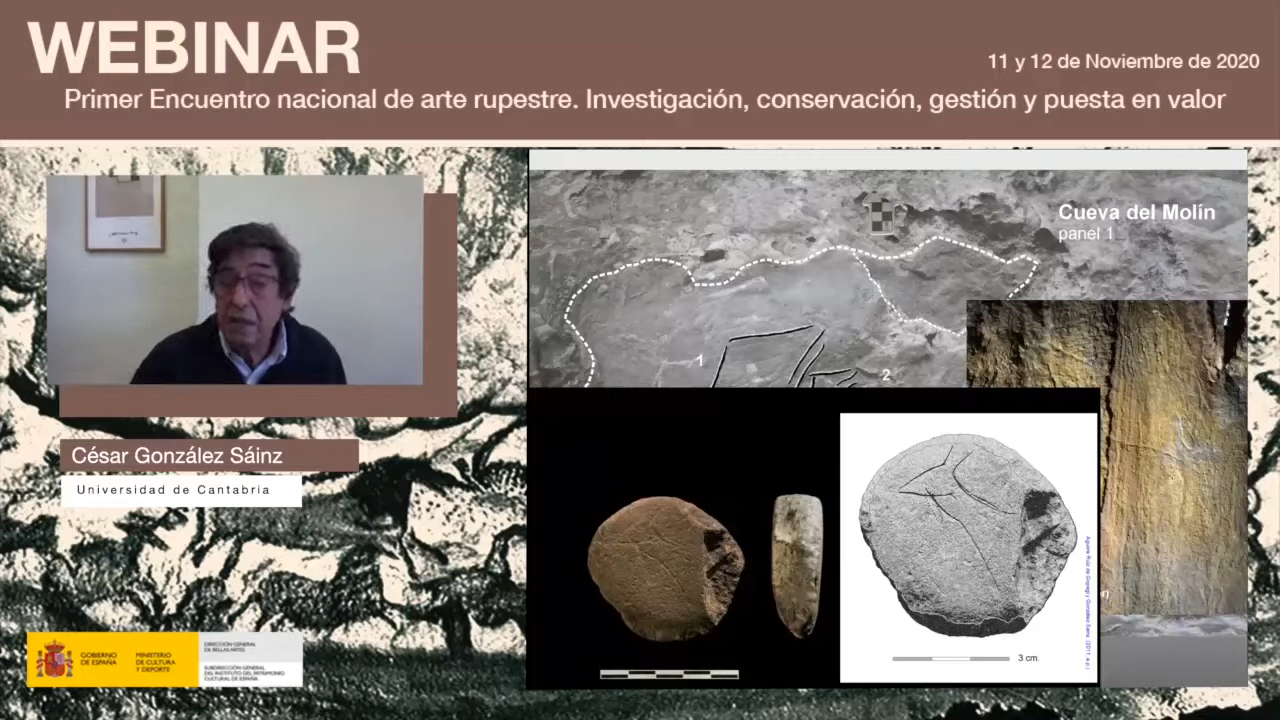 WEBINAR
11 y 12 de Noviembre de 2020
Primer Encuentro nacional de arte rupestre. Investigación, conservación, gestión y puesta en valor
Cueva del Molín
panel 1
1
2
César González Sáinz
Universidad de Cantabria
3 cm.
GOBIERNO
DE ESPAÑA
MINISTERIO
DE CULTURA
Y DEPORTE
DIRECCIÓN GENERAL
DE BELLAS ARTES
SUBDIRECCIÓN GENERAL
DEL INSTITUTO DEL PATRIMONIO
CULTURAL DE ESPAÑA